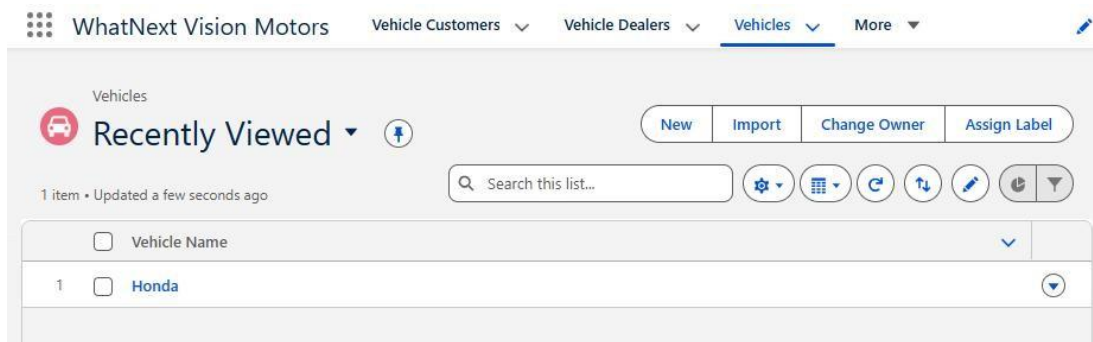 WhatNext Vision Motors Vehicle Customers Vehicle Dealers Vehicles More
Vehicles
Recently Viewed
New Import Change Owner Assign Label
1 item • Updated a few seconds ago
Search this list...
Vehicle Name
1 Honda